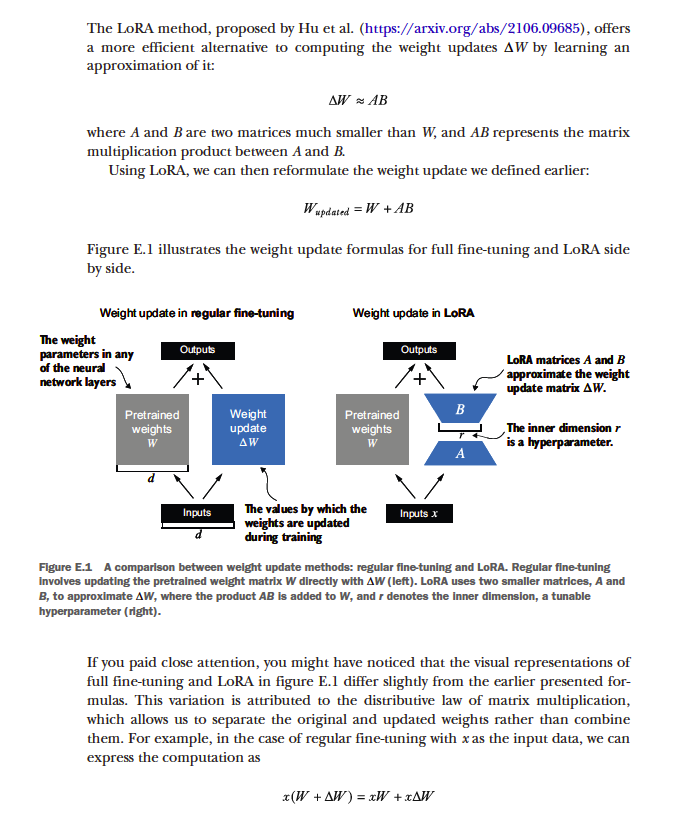 The LoRA method, proposed by Hu et al. (https://arxiv.org/abs/2106.09685), offers
a more efficient alternative to computing the weight updates ΔW by learning an
approximation of it:
ΔW ≈ AB
where A and B are two matrices much smaller than W, and AB represents the matrix
multiplication product between A and B.
Using LoRA, we can then reformulate the weight update we defined earlier:
W_updated = W + AB
Figure E.1 illustrates the weight update formulas for full fine-tuning and LoRA side
by side.
Weight update in regular fine-tuning
The weight
parameters in any
of the neural
network layers
Outputs
+
Pretrained
weights
W
Weight
update
ΔW
d
Inputs
d
The values by which the
weights are updated
during training
Weight update in LoRA
Outputs
+
Pretrained
weights
W
B
r
A
Inputs x
LoRA matrices A and B
approximate the weight
update matrix ΔW.
The inner dimension r
is a hyperparameter.
Figure E.1 A comparison between weight update methods: regular fine-tuning and LoRA. Regular fine-tuning
involves updating the pretrained weight matrix W directly with ΔW (left). LoRA uses two smaller matrices, A and
B, to approximate ΔW, where the product AB is added to W, and r denotes the inner dimension, a tunable
hyperparameter (right).
If you paid close attention, you might have noticed that the visual representations of
full fine-tuning and LoRA in figure E.1 differ slightly from the earlier presented for-
mulas. This variation is attributed to the distributive law of matrix multiplication,
which allows us to separate the original and updated weights rather than combine
them. For example, in the case of regular fine-tuning with x as the input data, we can
express the computation as
x(W + ΔW) = xW + xΔW